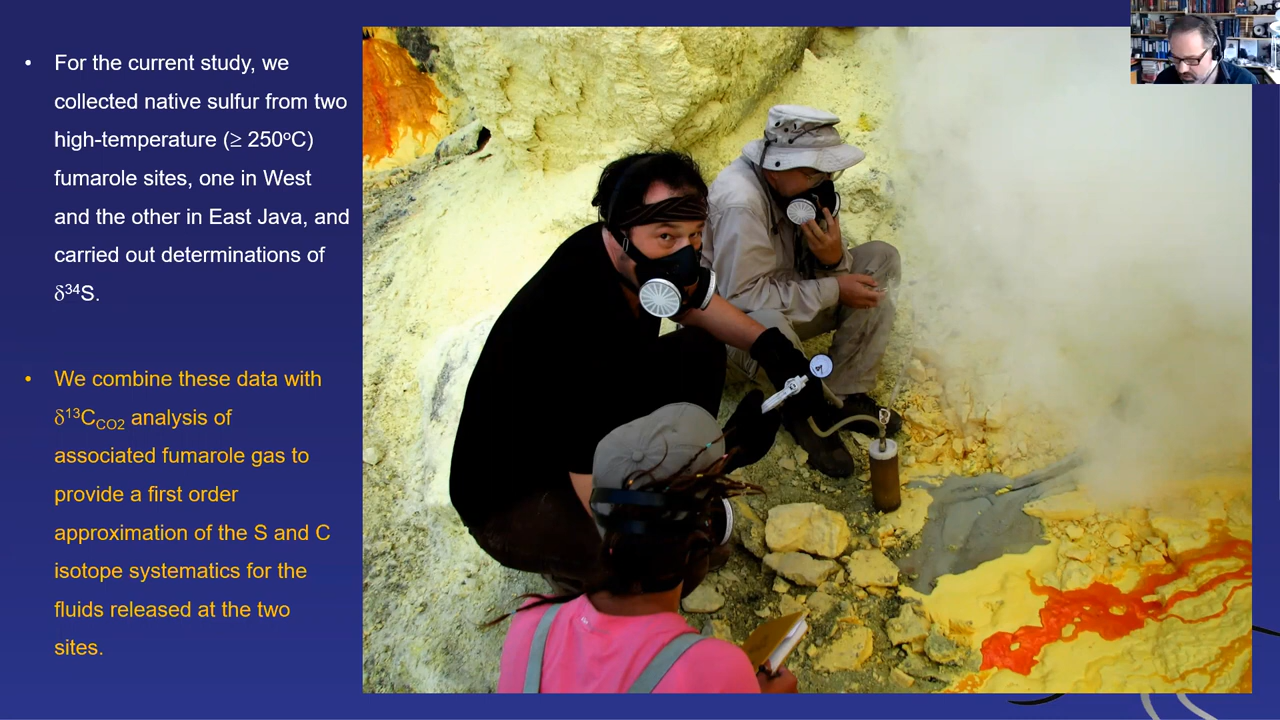 • For the current study, we
collected native sulfur from two
high-temperature (≥ 250ºC)
fumarole sites, one in West
and the other in East Java, and
carried out determinations of
δ³⁴S.
• We combine these data with
δ¹³C_CO2 analysis of
associated fumarole gas to
provide a first order
approximation of the S and C
isotope systematics for the
fluids released at the two
sites.